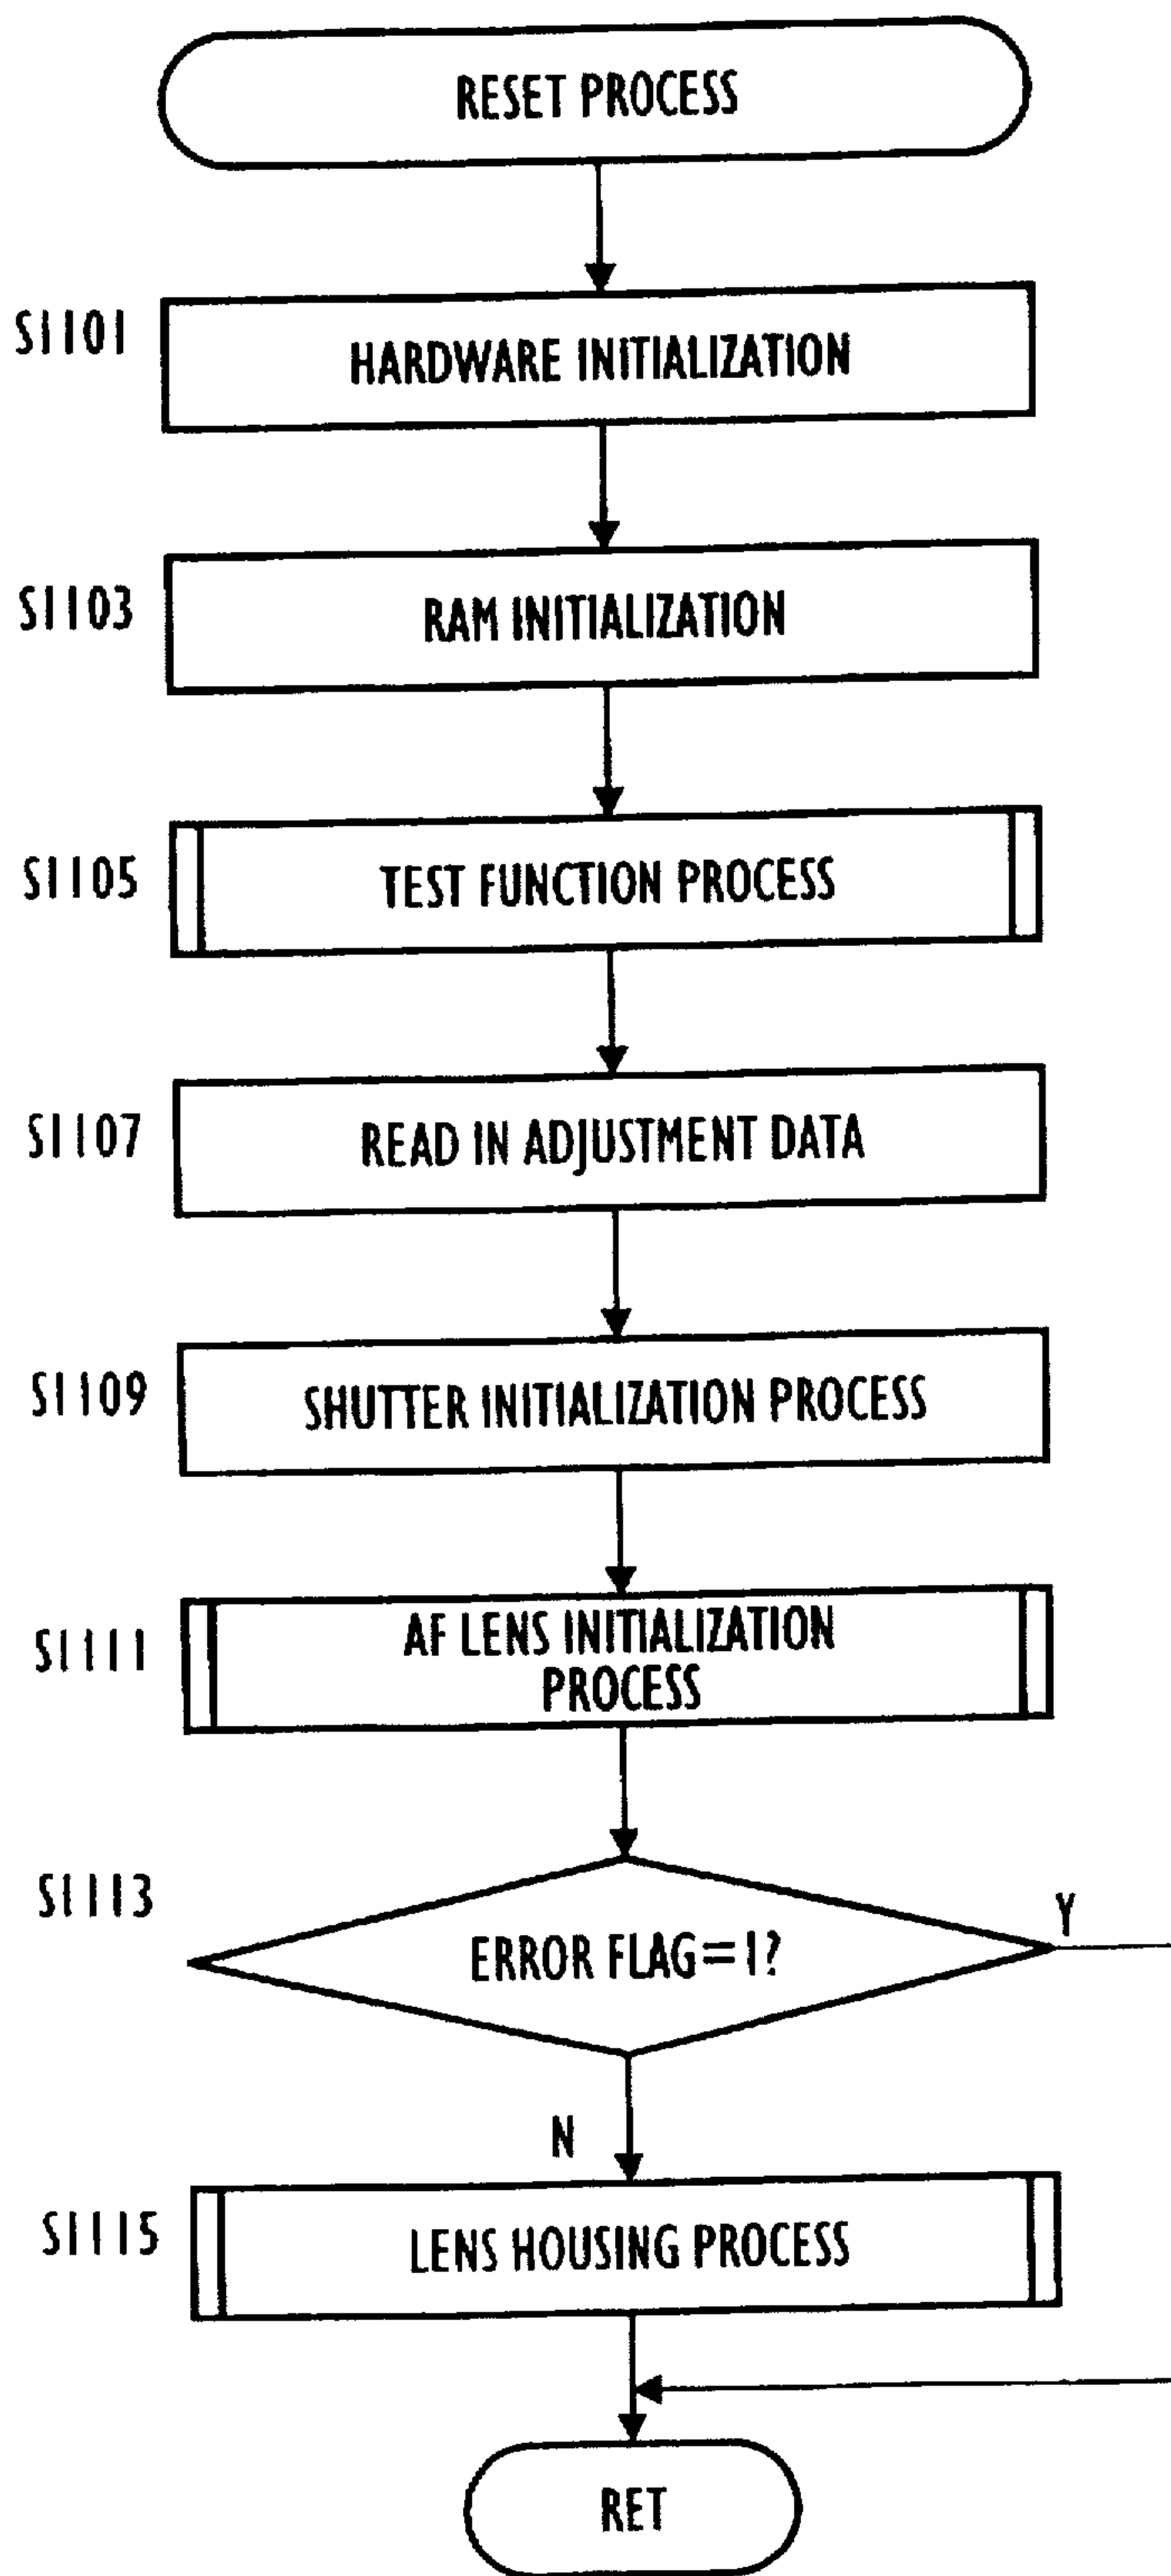 RESET PROCESS
S1101
HARDWARE INITIALIZATION
S1103
RAM INITIALIZATION
S1105
TEST FUNCTION PROCESS
S1107
READ IN ADJUSTMENT DATA
S1109
SHUTTER INITIALIZATION PROCESS
S1111
AF LENS INITIALIZATION
PROCESS
S1113
ERROR FLAG=1?
Y
N
S1115
LENS HOUSING PROCESS
RET